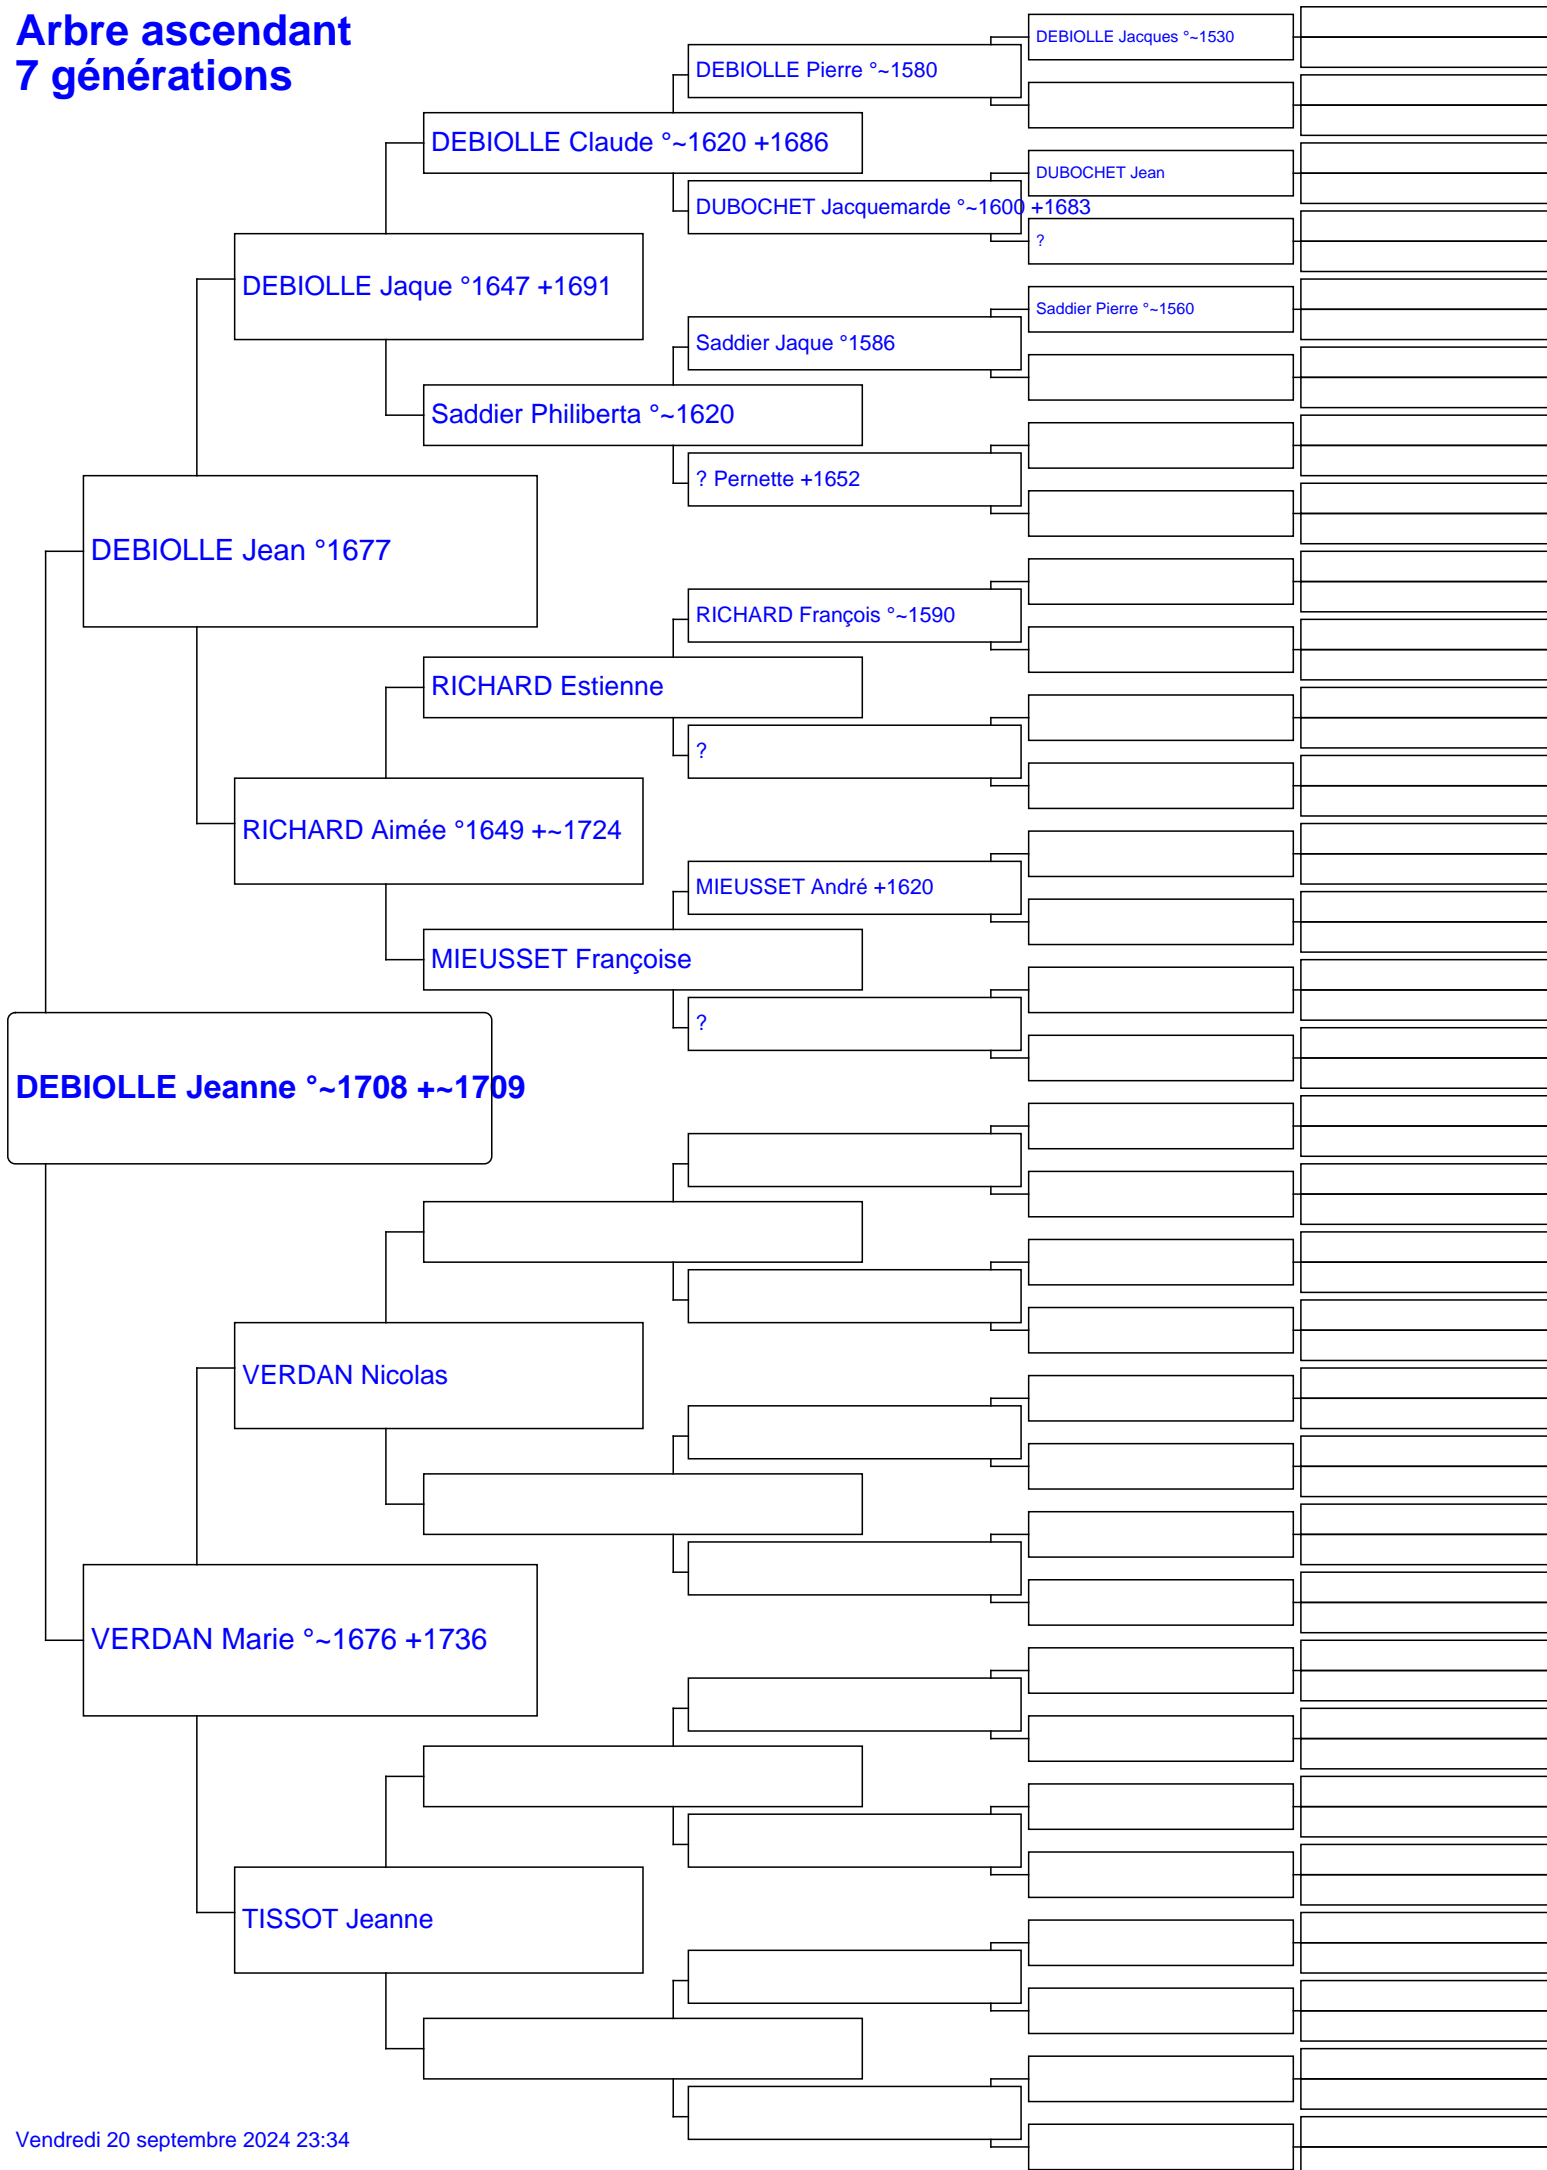 Arbre ascendant
7 générations
DEBIOLLE Jacques °~1530
DEBIOLLE Pierre °~1580
DEBIOLLE Claude °~1620 +1686
DUBOCHET Jean
DUBOCHET Jacquemarde °~1600 +1683
?
DEBIOLLE Jaque °1647 +1691
Saddier Pierre °~1560
Saddier Jaque °1586
Saddier Philiberta °~1620
? Pernette +1652
DEBIOLLE Jean °1677
RICHARD François °~1590
RICHARD Estienne
?
RICHARD Aimée °1649 +~1724
MIEUSSET André +1620
MIEUSSET Françoise
?
DEBIOLLE Jeanne °~1708 +~1709
VERDAN Nicolas
VERDAN Marie °~1676 +1736
TISSOT Jeanne
Vendredi 20 septembre 2024 23:34